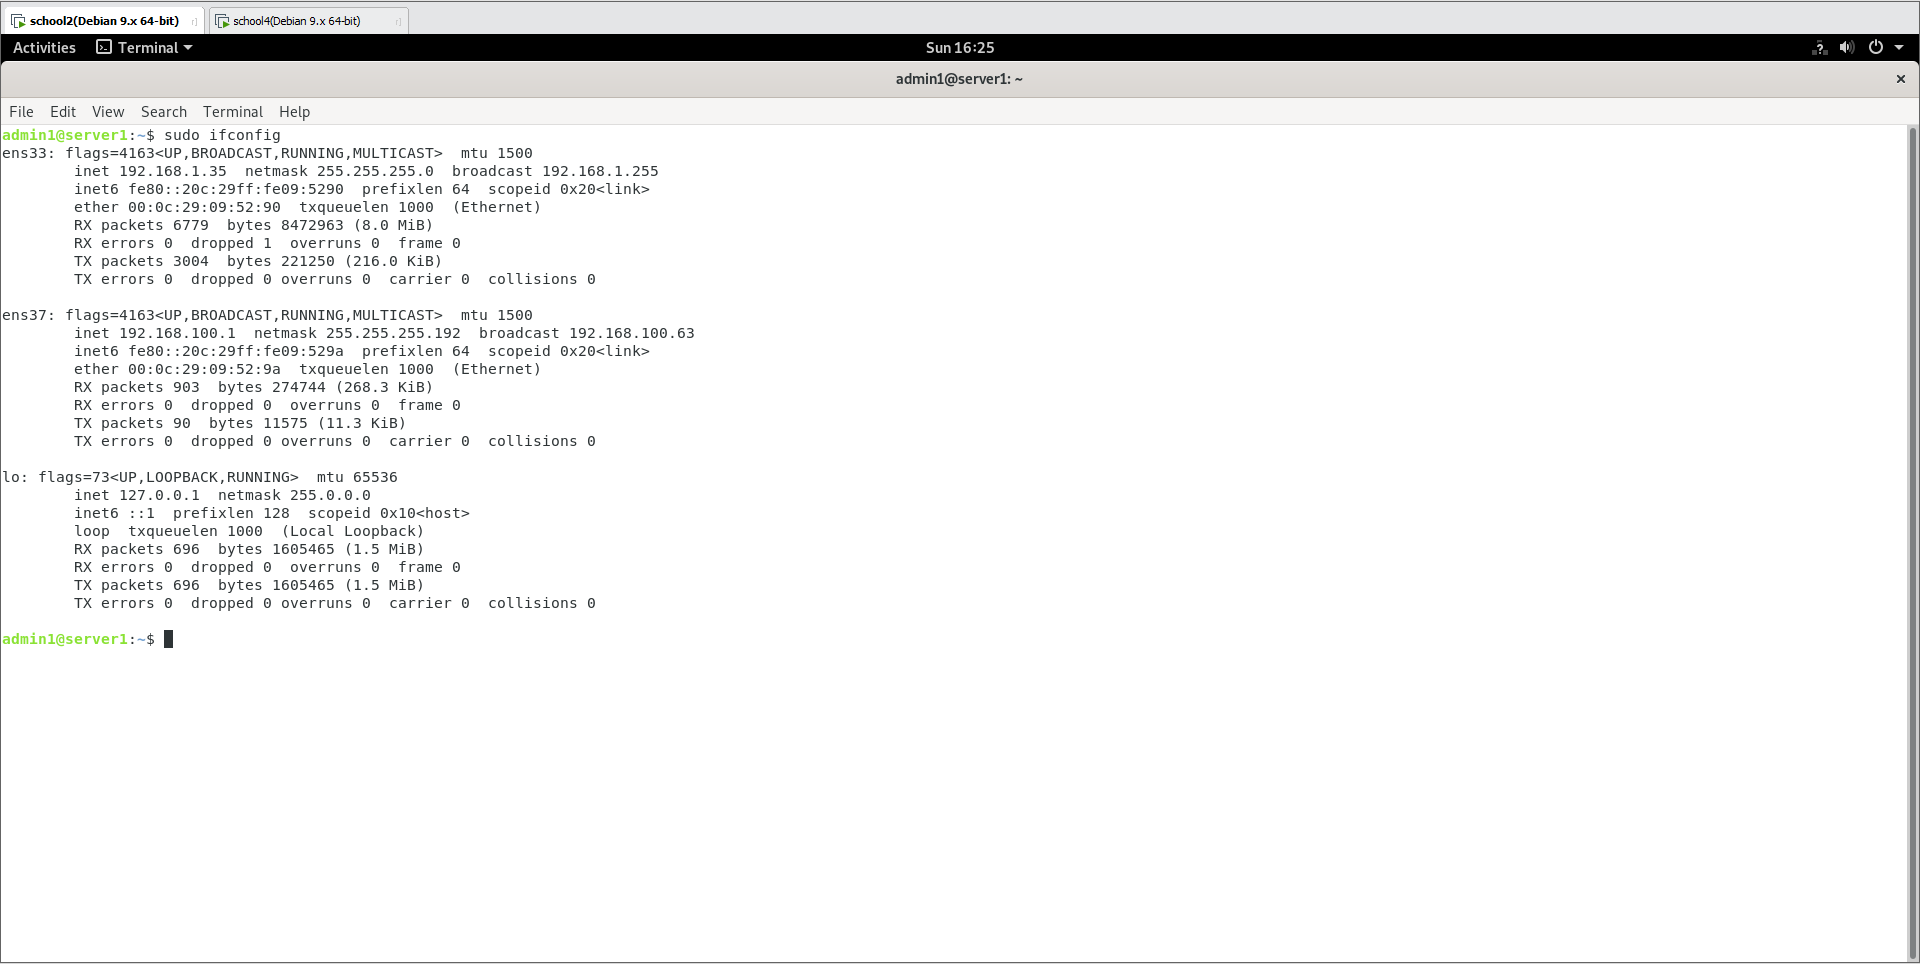 school2(Debian 9.x 64-bit) school4(Debian 9.x 64-bit)
Activities Terminal Sun 16:25 ?
admin1@server1: ~ ×
File Edit View Search Terminal Help
admin1@server1:~$ sudo ifconfig
ens33: flags=4163<UP,BROADCAST,RUNNING,MULTICAST>  mtu 1500
        inet 192.168.1.35  netmask 255.255.255.0  broadcast 192.168.1.255
        inet6 fe80::20c:29ff:fe09:5290  prefixlen 64  scopeid 0x20<link>
        ether 00:0c:29:09:52:90  txqueuelen 1000  (Ethernet)
        RX packets 6779  bytes 8472963 (8.0 MiB)
        RX errors 0  dropped 1  overruns 0  frame 0
        TX packets 3004  bytes 221250 (216.0 KiB)
        TX errors 0  dropped 0 overruns 0  carrier 0  collisions 0
ens37: flags=4163<UP,BROADCAST,RUNNING,MULTICAST>  mtu 1500
        inet 192.168.100.1  netmask 255.255.255.192  broadcast 192.168.100.63
        inet6 fe80::20c:29ff:fe09:529a  prefixlen 64  scopeid 0x20<link>
        ether 00:0c:29:09:52:9a  txqueuelen 1000  (Ethernet)
        RX packets 903  bytes 274744 (268.3 KiB)
        RX errors 0  dropped 0  overruns 0  frame 0
        TX packets 90  bytes 11575 (11.3 KiB)
        TX errors 0  dropped 0 overruns 0  carrier 0  collisions 0
lo: flags=73<UP,LOOPBACK,RUNNING>  mtu 65536
        inet 127.0.0.1  netmask 255.0.0.0
        inet6 ::1  prefixlen 128  scopeid 0x10<host>
        loop  txqueuelen 1000  (Local Loopback)
        RX packets 696  bytes 1605465 (1.5 MiB)
        RX errors 0  dropped 0  overruns 0  frame 0
        TX packets 696  bytes 1605465 (1.5 MiB)
        TX errors 0  dropped 0 overruns 0  carrier 0  collisions 0
admin1@server1:~$